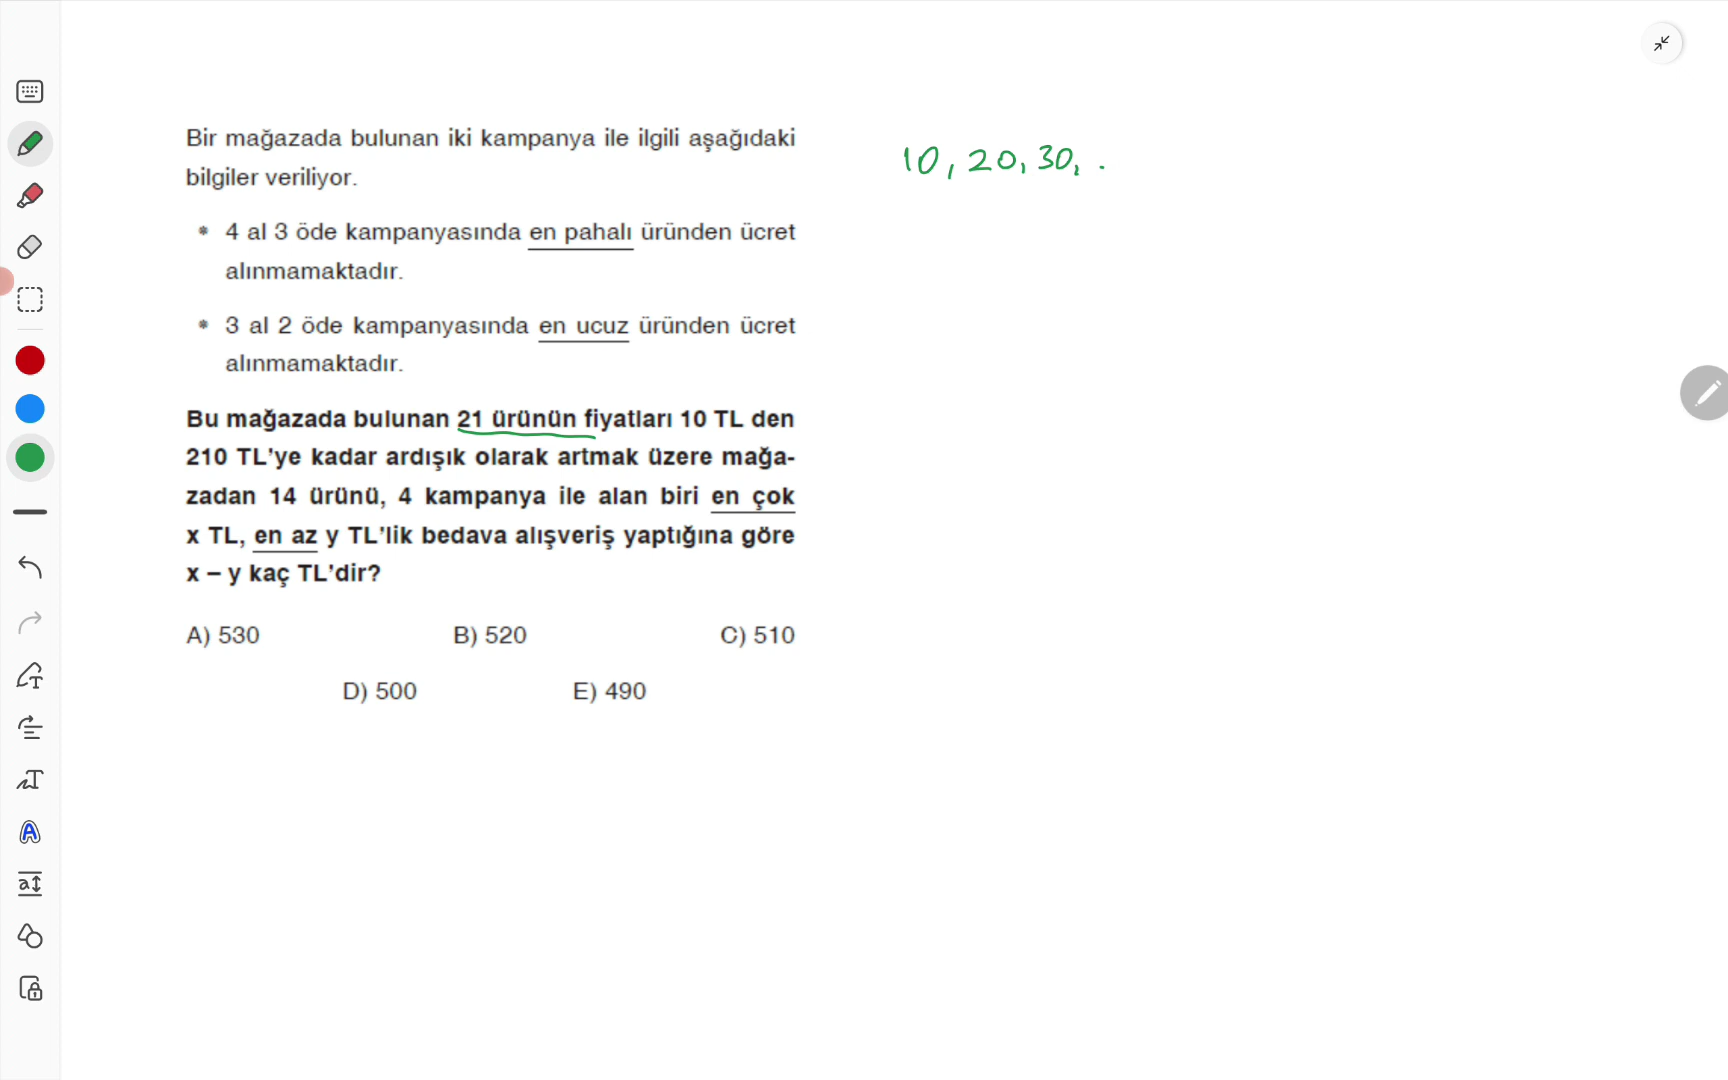 Bir mağazada bulunan iki kampanya ile ilgili aşağıdaki
bilgiler veriliyor.
* 4 al 3 öde kampanyasında en pahalı üründen ücret
alınmamaktadır.
* 3 al 2 öde kampanyasında en ucuz üründen ücret
alınmamaktadır.
Bu mağazada bulunan 21 ürünün fiyatları 10 TL den
210 TL'ye kadar ardışık olarak artmak üzere mağa-
zadan 14 ürünü, 4 kampanya ile alan biri en çok
x TL, en az y TL'lik bedava alışveriş yaptığına göre
x – y kaç TL'dir?
A) 530 B) 520 C) 510
D) 500 E) 490
10, 20, 30, .